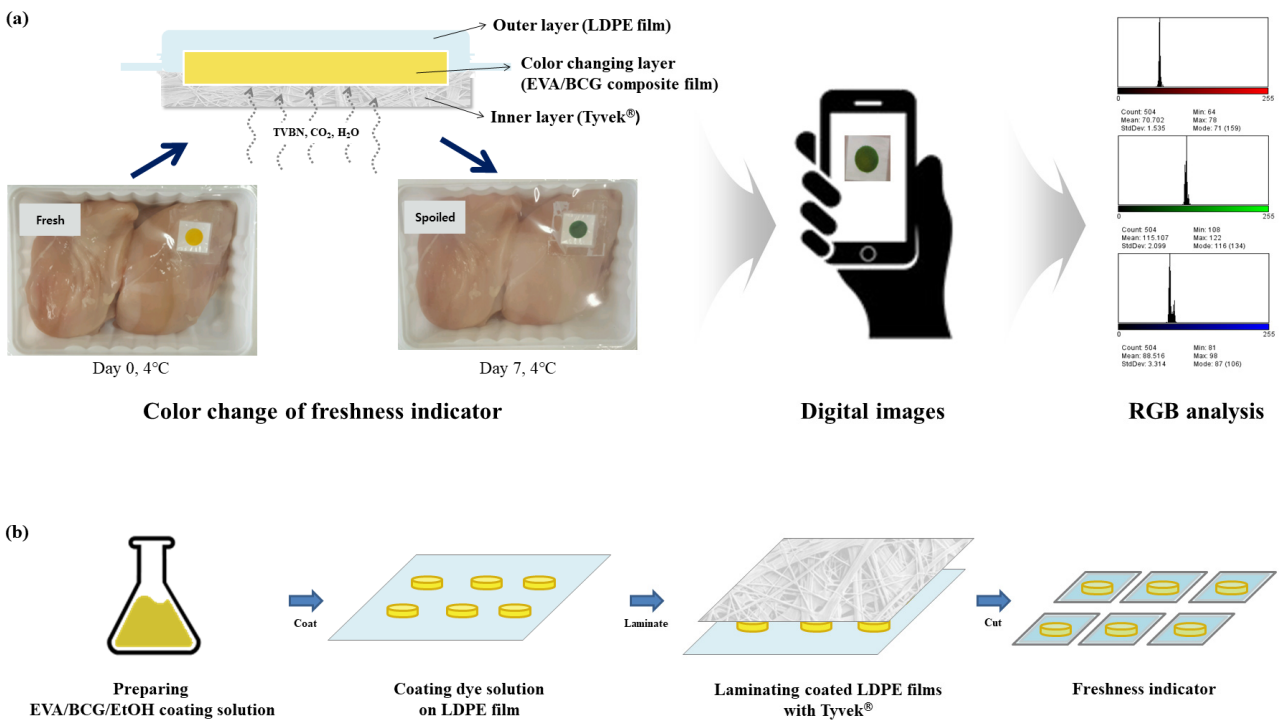 (a)
Outer layer (LDPE film)
Color changing layer
(EVA/BCG composite film)
Inner layer (Tyvek®)
TVBN, CO₂, H₂O
Fresh
Spoiled
Day 0, 4℃
Day 7, 4℃
0 255
Count: 504 Min: 64
Mean: 70.702 Max: 78
StdDev: 1.535 Mode: 71 (159)
0 255
Count: 504 Min: 108
Mean: 115.107 Max: 122
StdDev: 2.099 Mode: 116 (134)
0 255
Count: 504 Min: 81
Mean: 88.516 Max: 98
StdDev: 3.314 Mode: 87 (106)
Color change of freshness indicator
Digital images
RGB analysis
(b)
Coat
Laminate
Cut
Preparing
EVA/BCG/EtOH coating solution
Coating dye solution
on LDPE film
Laminating coated LDPE films
with Tyvek®
Freshness indicator